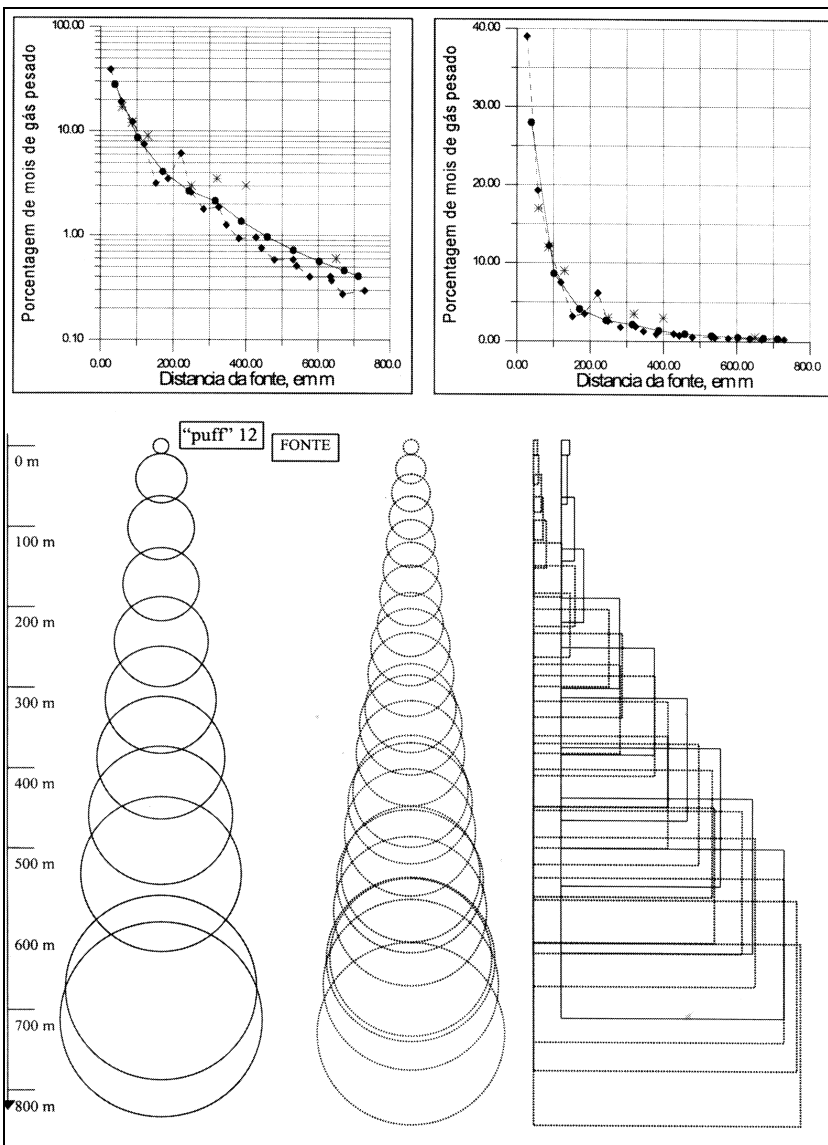 Porcentagem de mois de gás pesado
100.00
10.00
1.00
0.10
0.00
200.00
400.00
600.00
800.0
Distancia da fonte, em m
Porcentagem de mois de gás pesado
40.00
30.00
20.00
10.00
0.00
0.00
200.00
400.00
600.00
800.0
Distancia da fonte, em m
“puff” 12
FONTE
0 m
100 m
200 m
300 m
400 m
500 m
600 m
700 m
800 m